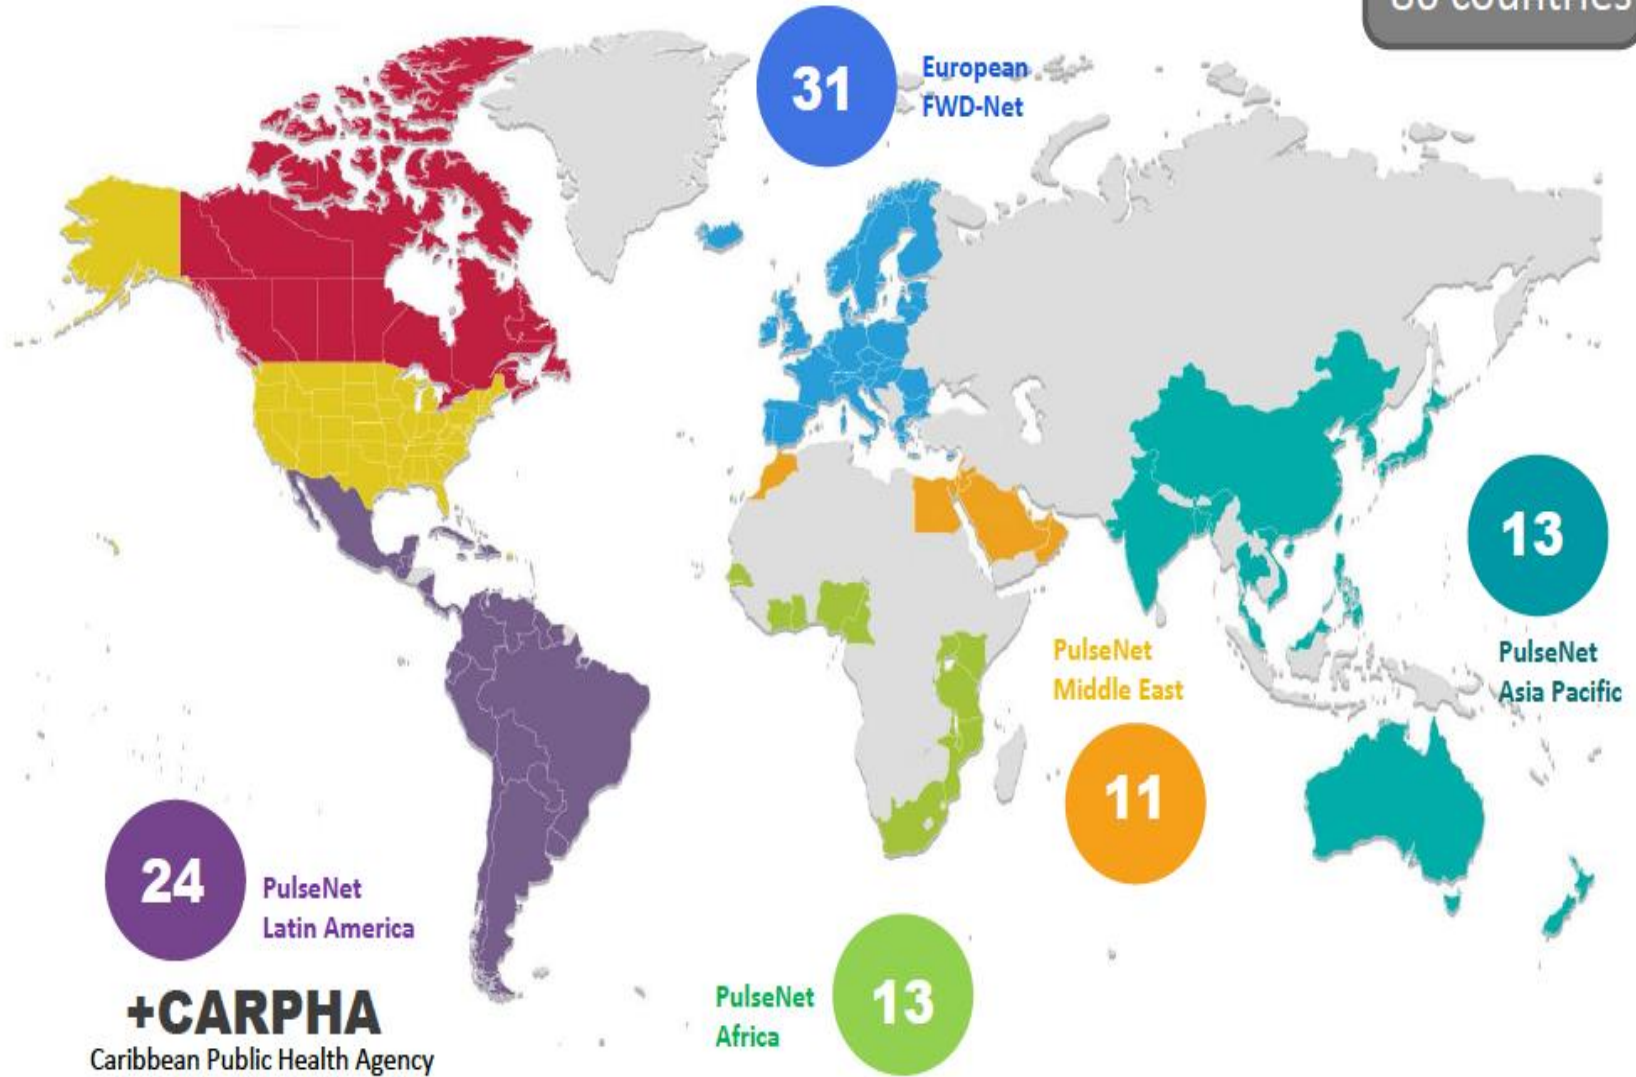 countries
31
European
FWD-Net
13
PulseNet
Asia Pacific
PulseNet
Middle East
11
24
PulseNet
Latin America
+CARPHA
Caribbean Public Health Agency
PulseNet
Africa
13